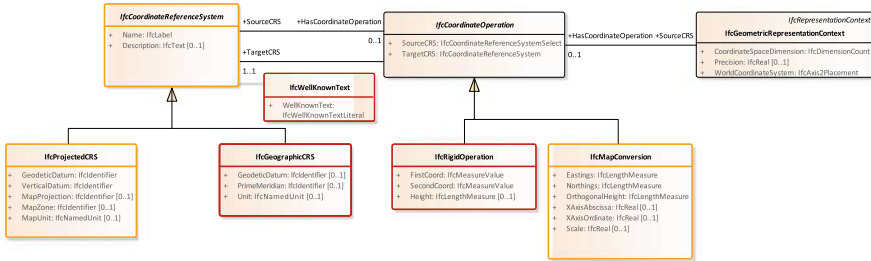 IfcCoordinateReferenceSystem
+ Name: IfcLabel
+ Description: IfcText [0..1]
+SourceCRS +HasCoordinateOperation
0..1
+TargetCRS
1..1
IfcCoordinateOperation
+ SourceCRS: IfcCoordinateReferenceSystemSelect
+ TargetCRS: IfcCoordinateReferenceSystem
+HasCoordinateOperation +SourceCRS
0..1
IfcRepresentationContext
IfcGeometricRepresentationContext
+ CoordinateSpaceDimension: IfcDimensionCount
+ Precision: IfcReal [0..1]
+ WorldCoordinateSystem: IfcAxis2Placement
IfcWellKnownText
+ WellKnownText:
IfcWellKnownTextLiteral
IfcProjectedCRS
+ GeodeticDatum: IfcIdentifier
+ VerticalDatum: IfcIdentifier
+ MapProjection: IfcIdentifier [0..1]
+ MapZone: IfcIdentifier [0..1]
+ MapUnit: IfcNamedUnit [0..1]
IfcGeographicCRS
+ GeodeticDatum: IfcIdentifier [0..1]
+ PrimeMeridian: IfcIdentifier [0..1]
+ Unit: IfcNamedUnit [0..1]
IfcRigidOperation
+ FirstCoord: IfcMeasureValue
+ SecondCoord: IfcMeasureValue
+ Height: IfcLengthMeasure [0..1]
IfcMapConversion
+ Eastings: IfcLengthMeasure
+ Northings: IfcLengthMeasure
+ OrthogonalHeight: IfcLengthMeasure
+ XAxisAbscissa: IfcReal [0..1]
+ XAxisOrdinate: IfcReal [0..1]
+ Scale: IfcReal [0..1]